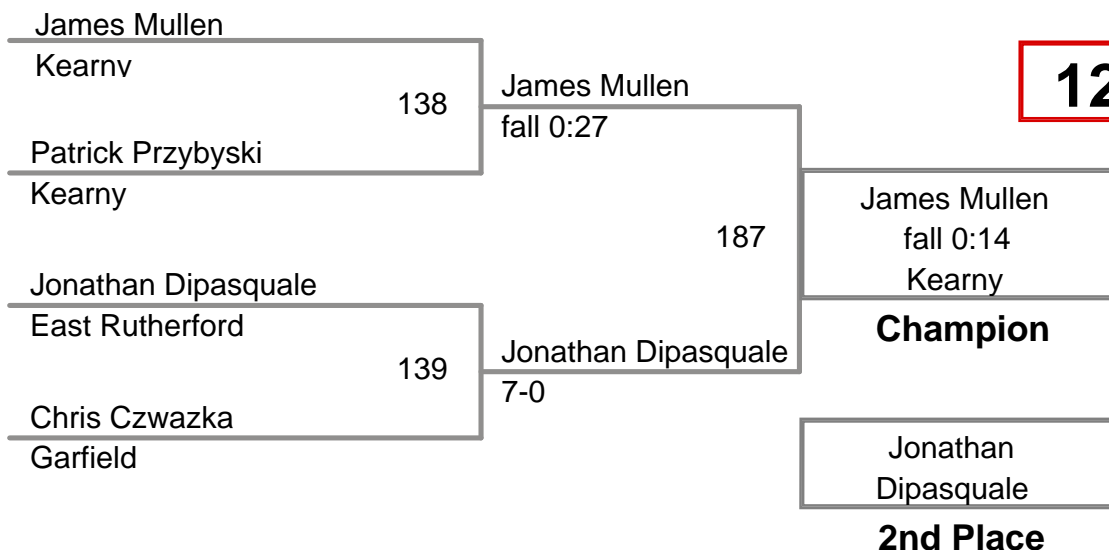 James Mullen
Kearny
138
Patrick Przybyski
Kearny
James Mullen
fall 0:27
12
187
James Mullen
fall 0:14
Kearny
Champion
Jonathan Dipasquale
East Rutherford
139
Chris Czwazka
Garfield
Jonathan Dipasquale
7-0
Jonathan
Dipasquale
2nd Place